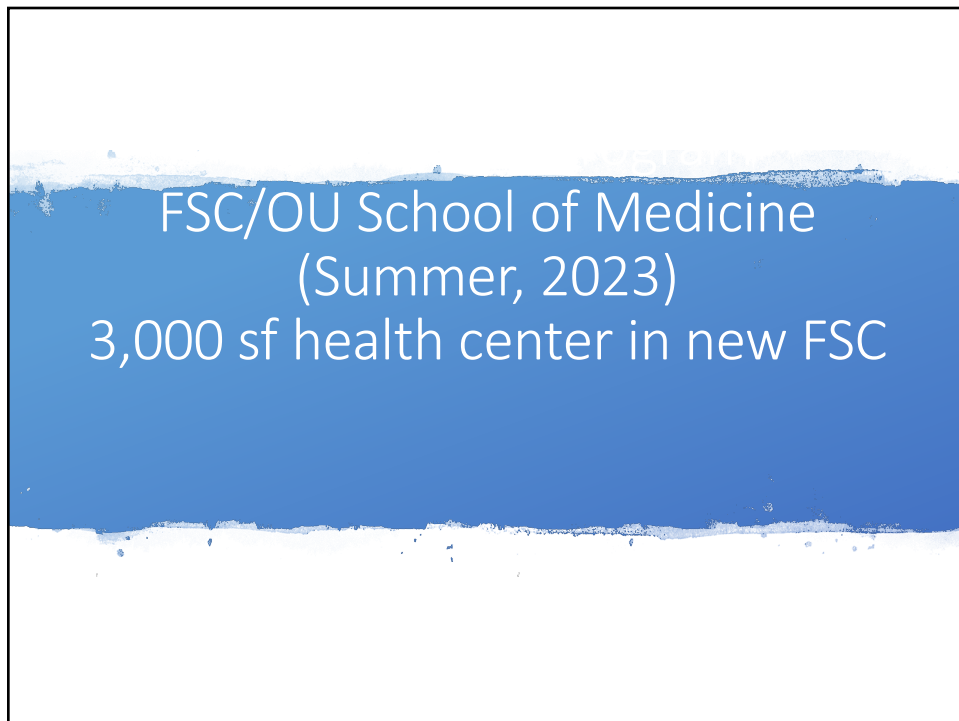 FSC/OU School of Medicine
(Summer, 2023)
3,000 sf health center in new FSC